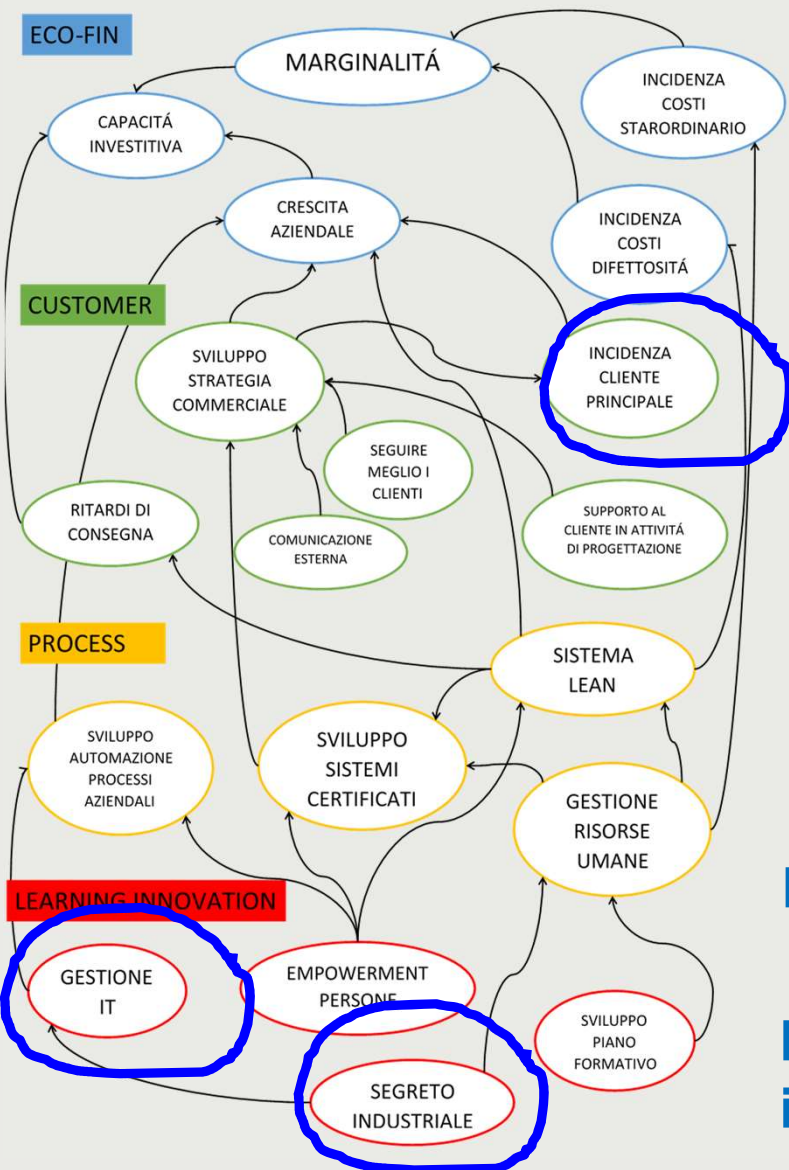 ECO-FIN
MARGINALITÁ
INCIDENZA
COSTI
STARORDINARIO
CAPACITÁ
INVESTITIVA
CRESCITA
AZIENDALE
INCIDENZA
COSTI
DIFETTOSITÁ
CUSTOMER
SVILUPPO
STRATEGIA
COMMERCIALE
INCIDENZA
CLIENTE
PRINCIPALE
SEGUIRE
MEGLIO I
CLIENTI
RITARDI DI
CONSEGNA
COMUNICAZIONE
ESTERNA
SUPPORTO AL
CLIENTE IN ATTIVITÁ
DI PROGETTAZIONE
PROCESS
SISTEMA
LEAN
SVILUPPO
AUTOMAZIONE
PROCESSI
AZIENDALI
SVILUPPO
SISTEMI
CERTIFICATI
GESTIONE
RISORSE
UMANE
LEARNING INNOVATION
GESTIONE
IT
EMPOWERMENT
PERSONE
SVILUPPO
PIANO
FORMATIVO
SEGRETO
INDUSTRIALE